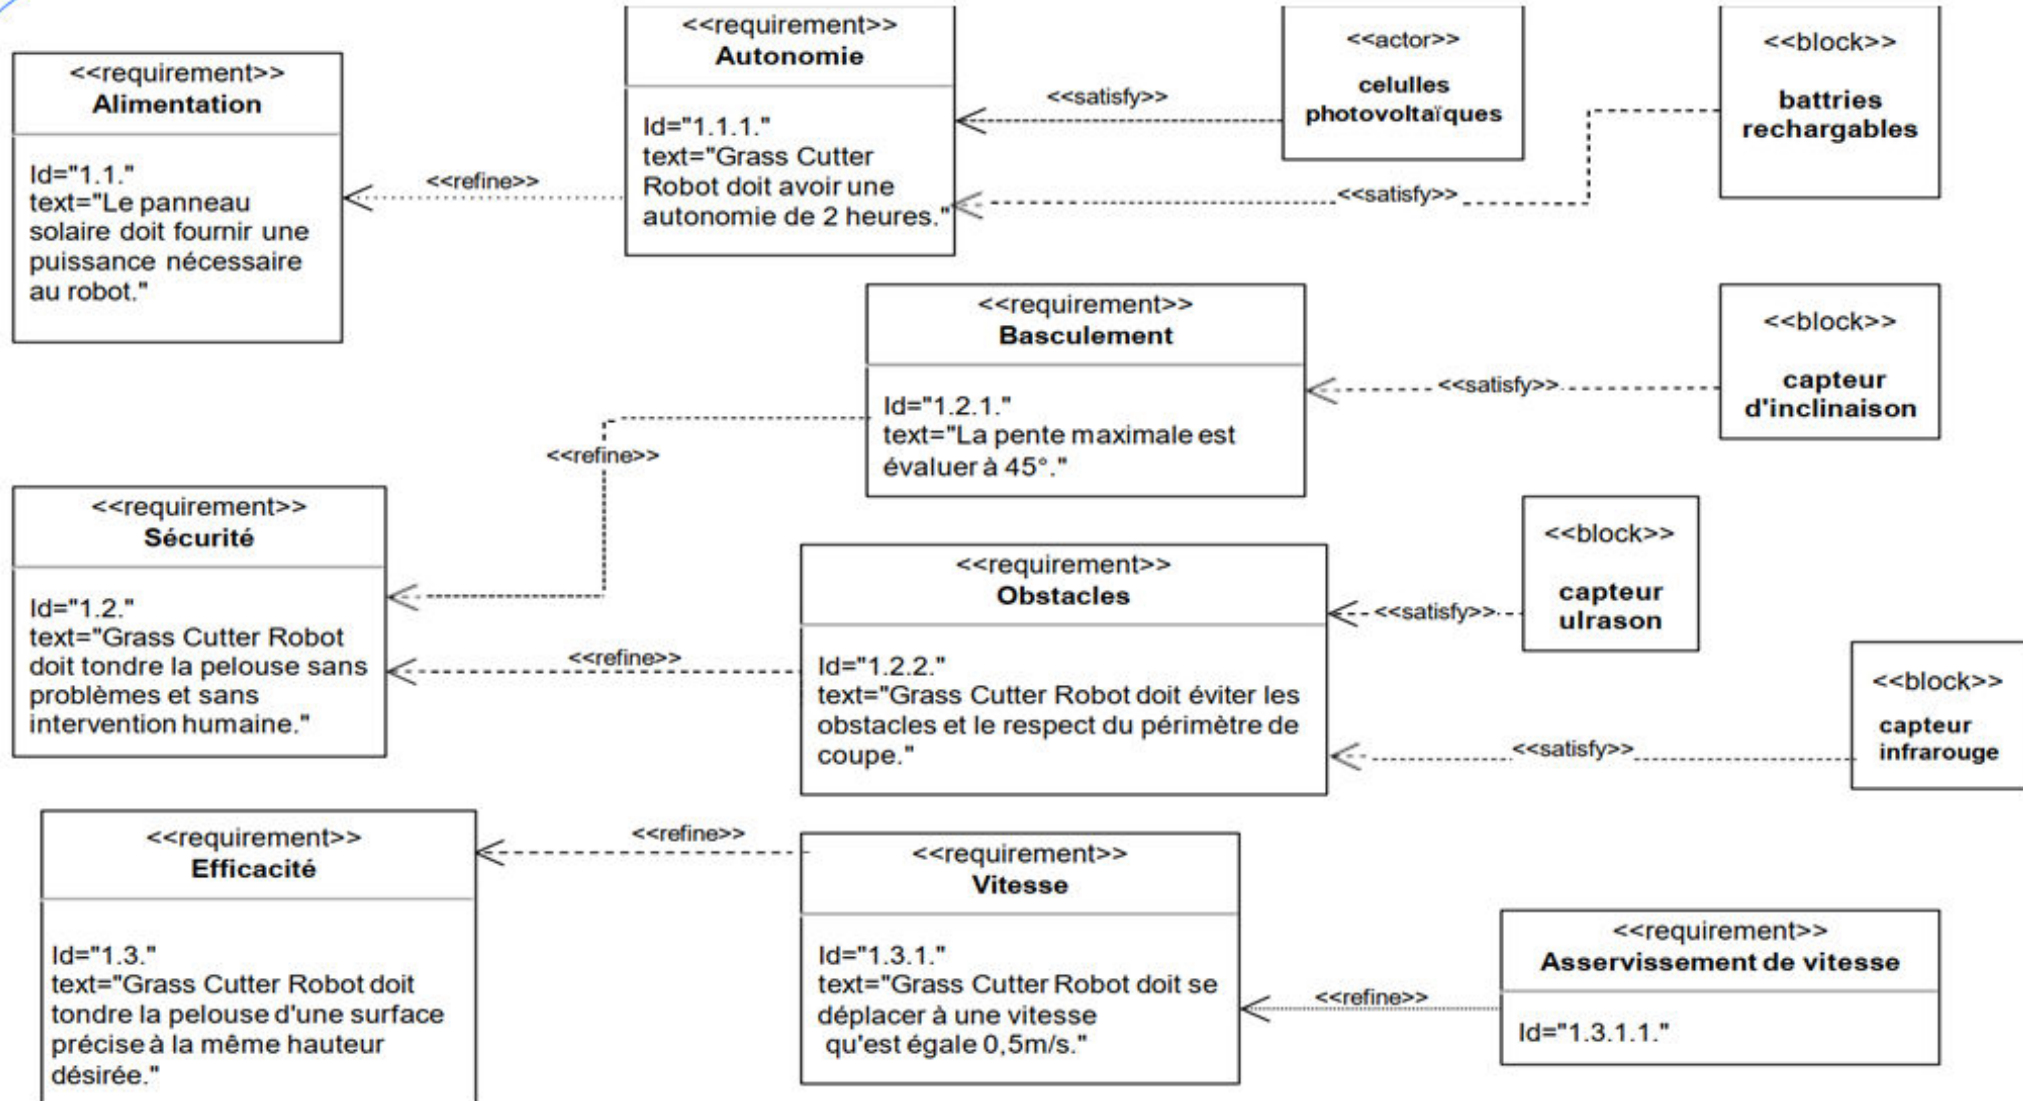 <<requirement>>
Alimentation
Id="1.1."
text="Le panneau
solaire doit fournir une
puissance nécessaire
au robot."
<<refine>>
<<requirement>>
Autonomie
Id="1.1.1."
text="Grass Cutter
Robot doit avoir une
autonomie de 2 heures."
<<satisfy>>
<<satisfy>>
<<actor>>
celulles
photovoltaïques
<<block>>
battries
rechargables
<<requirement>>
Basculement
Id="1.2.1."
text="La pente maximale est
évaluer à 45°."
<<satisfy>>
<<block>>
capteur
d'inclinaison
<<refine>>
<<requirement>>
Sécurité
Id="1.2."
text="Grass Cutter Robot
doit tondre la pelouse sans
problèmes et sans
intervention humaine."
<<refine>>
<<requirement>>
Obstacles
Id="1.2.2."
text="Grass Cutter Robot doit éviter les
obstacles et le respect du périmètre de
coupe."
<<satisfy>>
<<block>>
capteur
ulrason
<<satisfy>>
<<block>>
capteur
infrarouge
<<requirement>>
Efficacité
Id="1.3."
text="Grass Cutter Robot doit
tondre la pelouse d'une surface
précise à la même hauteur
désirée."
<<refine>>
<<requirement>>
Vitesse
Id="1.3.1."
text="Grass Cutter Robot doit se
déplacer à une vitesse
qu'est égale 0,5m/s."
<<refine>>
<<requirement>>
Asservissement de vitesse
Id="1.3.1.1."